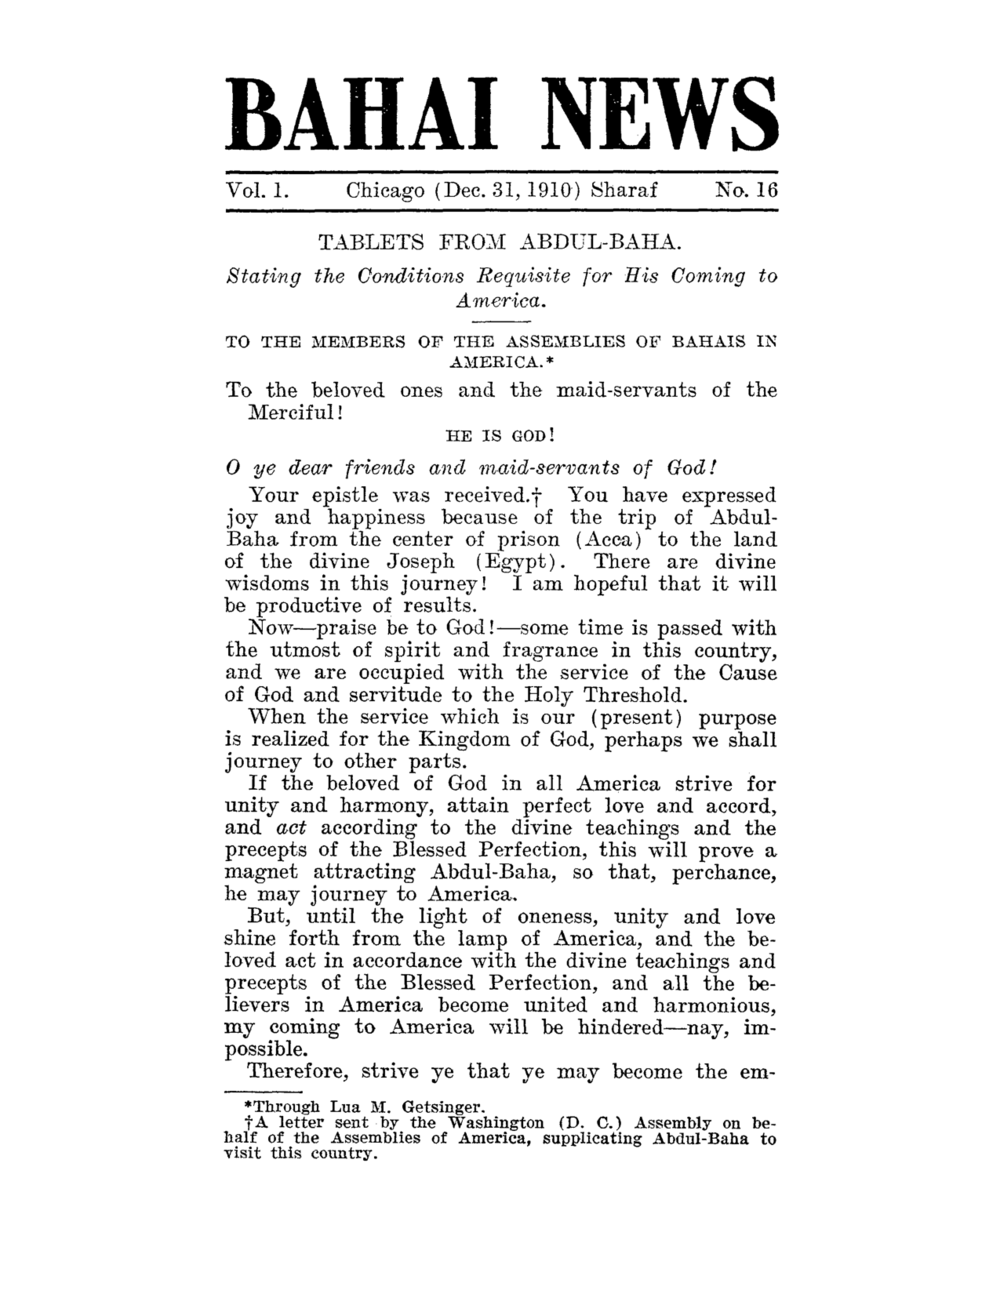 BAHAI NEWS
Vol. 1. Chicago (Dec. 31, 1910) Sharaf No. 16
TABLETS FROM ABDUL-BAHA.
Stating the Conditions Requisite for His Coming to
America.
TO THE MEMBERS OF THE ASSEMBLIES OF BAHAIS IN
AMERICA.*
To the beloved ones and the maid-servants of the
Merciful!
HE IS GOD!
O ye dear friends and maid-servants of God!
Your epistle was received.† You have expressed
joy and happiness because of the trip of Abdul-
Baha from the center of prison (Acca) to the land
of the divine Joseph (Egypt). There are divine
wisdoms in this journey! I am hopeful that it will
be productive of results.
Now—praise be to God!—some time is passed with
the utmost of spirit and fragrance in this country,
and we are occupied with the service of the Cause
of God and servitude to the Holy Threshold.
When the service which is our (present) purpose
is realized for the Kingdom of God, perhaps we shall
journey to other parts.
If the beloved of God in all America strive for
unity and harmony, attain perfect love and accord,
and act according to the divine teachings and the
precepts of the Blessed Perfection, this will prove a
magnet attracting Abdul-Baha, so that, perchance,
he may journey to America.
But, until the light of oneness, unity and love
shine forth from the lamp of America, and the be-
loved act in accordance with the divine teachings and
precepts of the Blessed Perfection, and all the be-
lievers in America become united and harmonious,
my coming to America will be hindered—nay, im-
possible.
Therefore, strive ye that ye may become the em-
*Through Lua M. Getsinger.
†A letter sent by the Washington (D. C.) Assembly on be-
half of the Assemblies of America, supplicating Abdul-Baha to
visit this country.